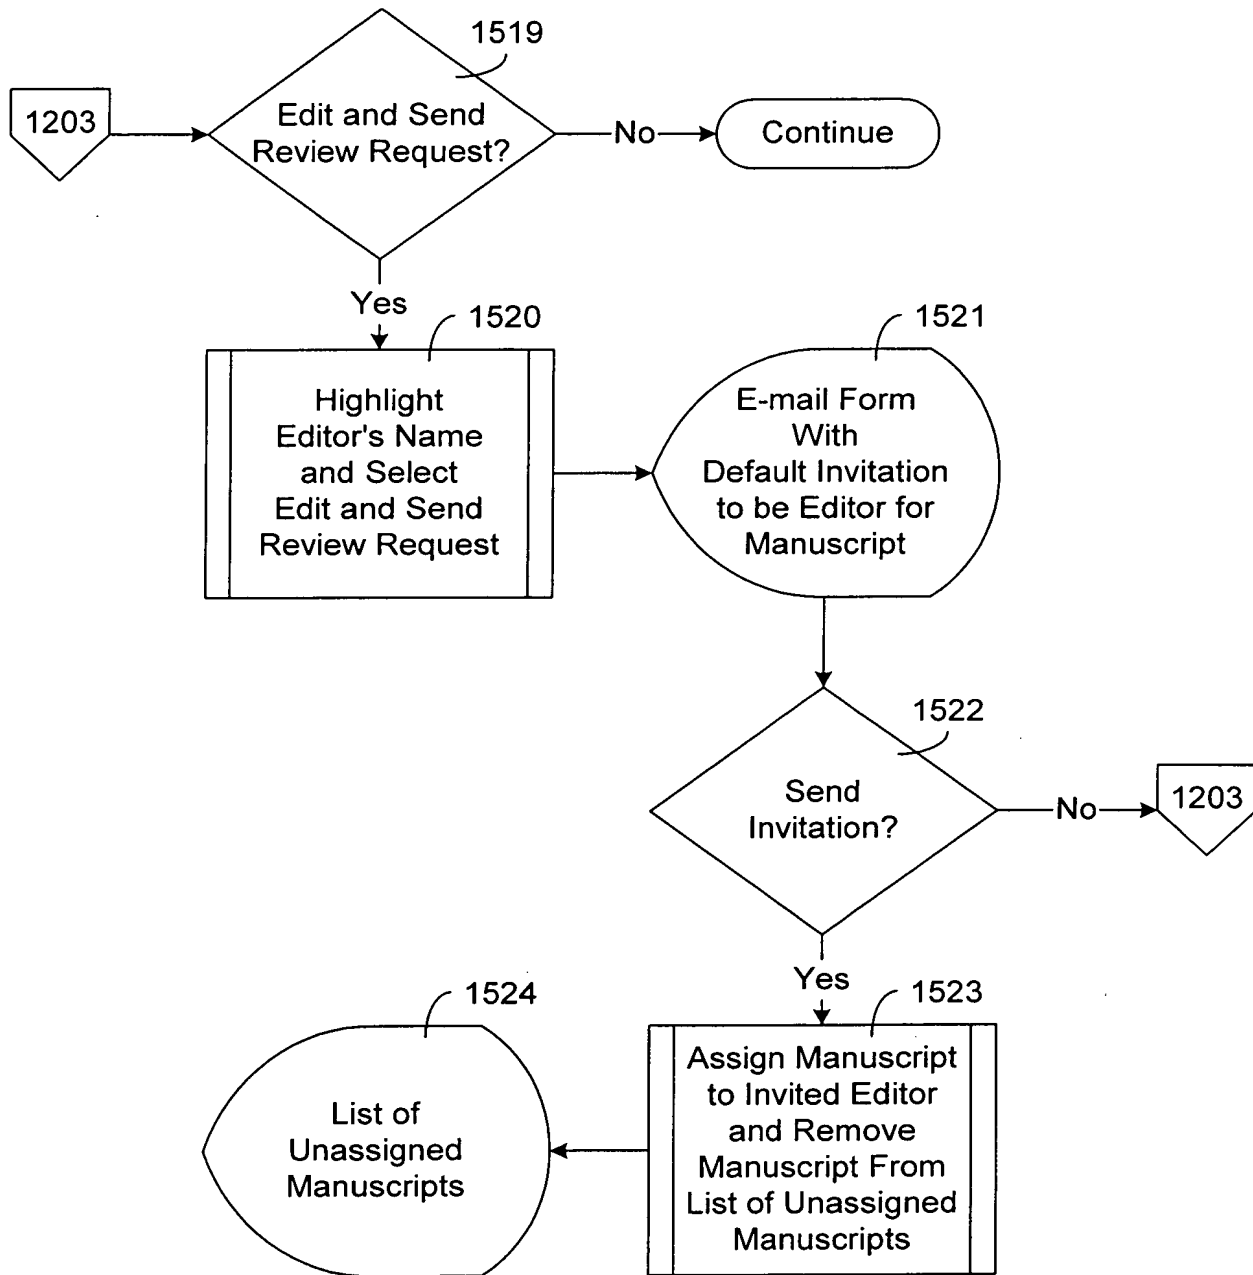 1519
1203
Edit and Send
Review Request?
No
Continue
Yes
1520
1521
Highlight
Editor's Name
and Select
Edit and Send
Review Request
E-mail Form
With
Default Invitation
to be Editor for
Manuscript
1522
Send
Invitation?
No
1203
Yes
1524
1523
List of
Unassigned
Manuscripts
Assign Manuscript
to Invited Editor
and Remove
Manuscript From
List of Unassigned
Manuscripts